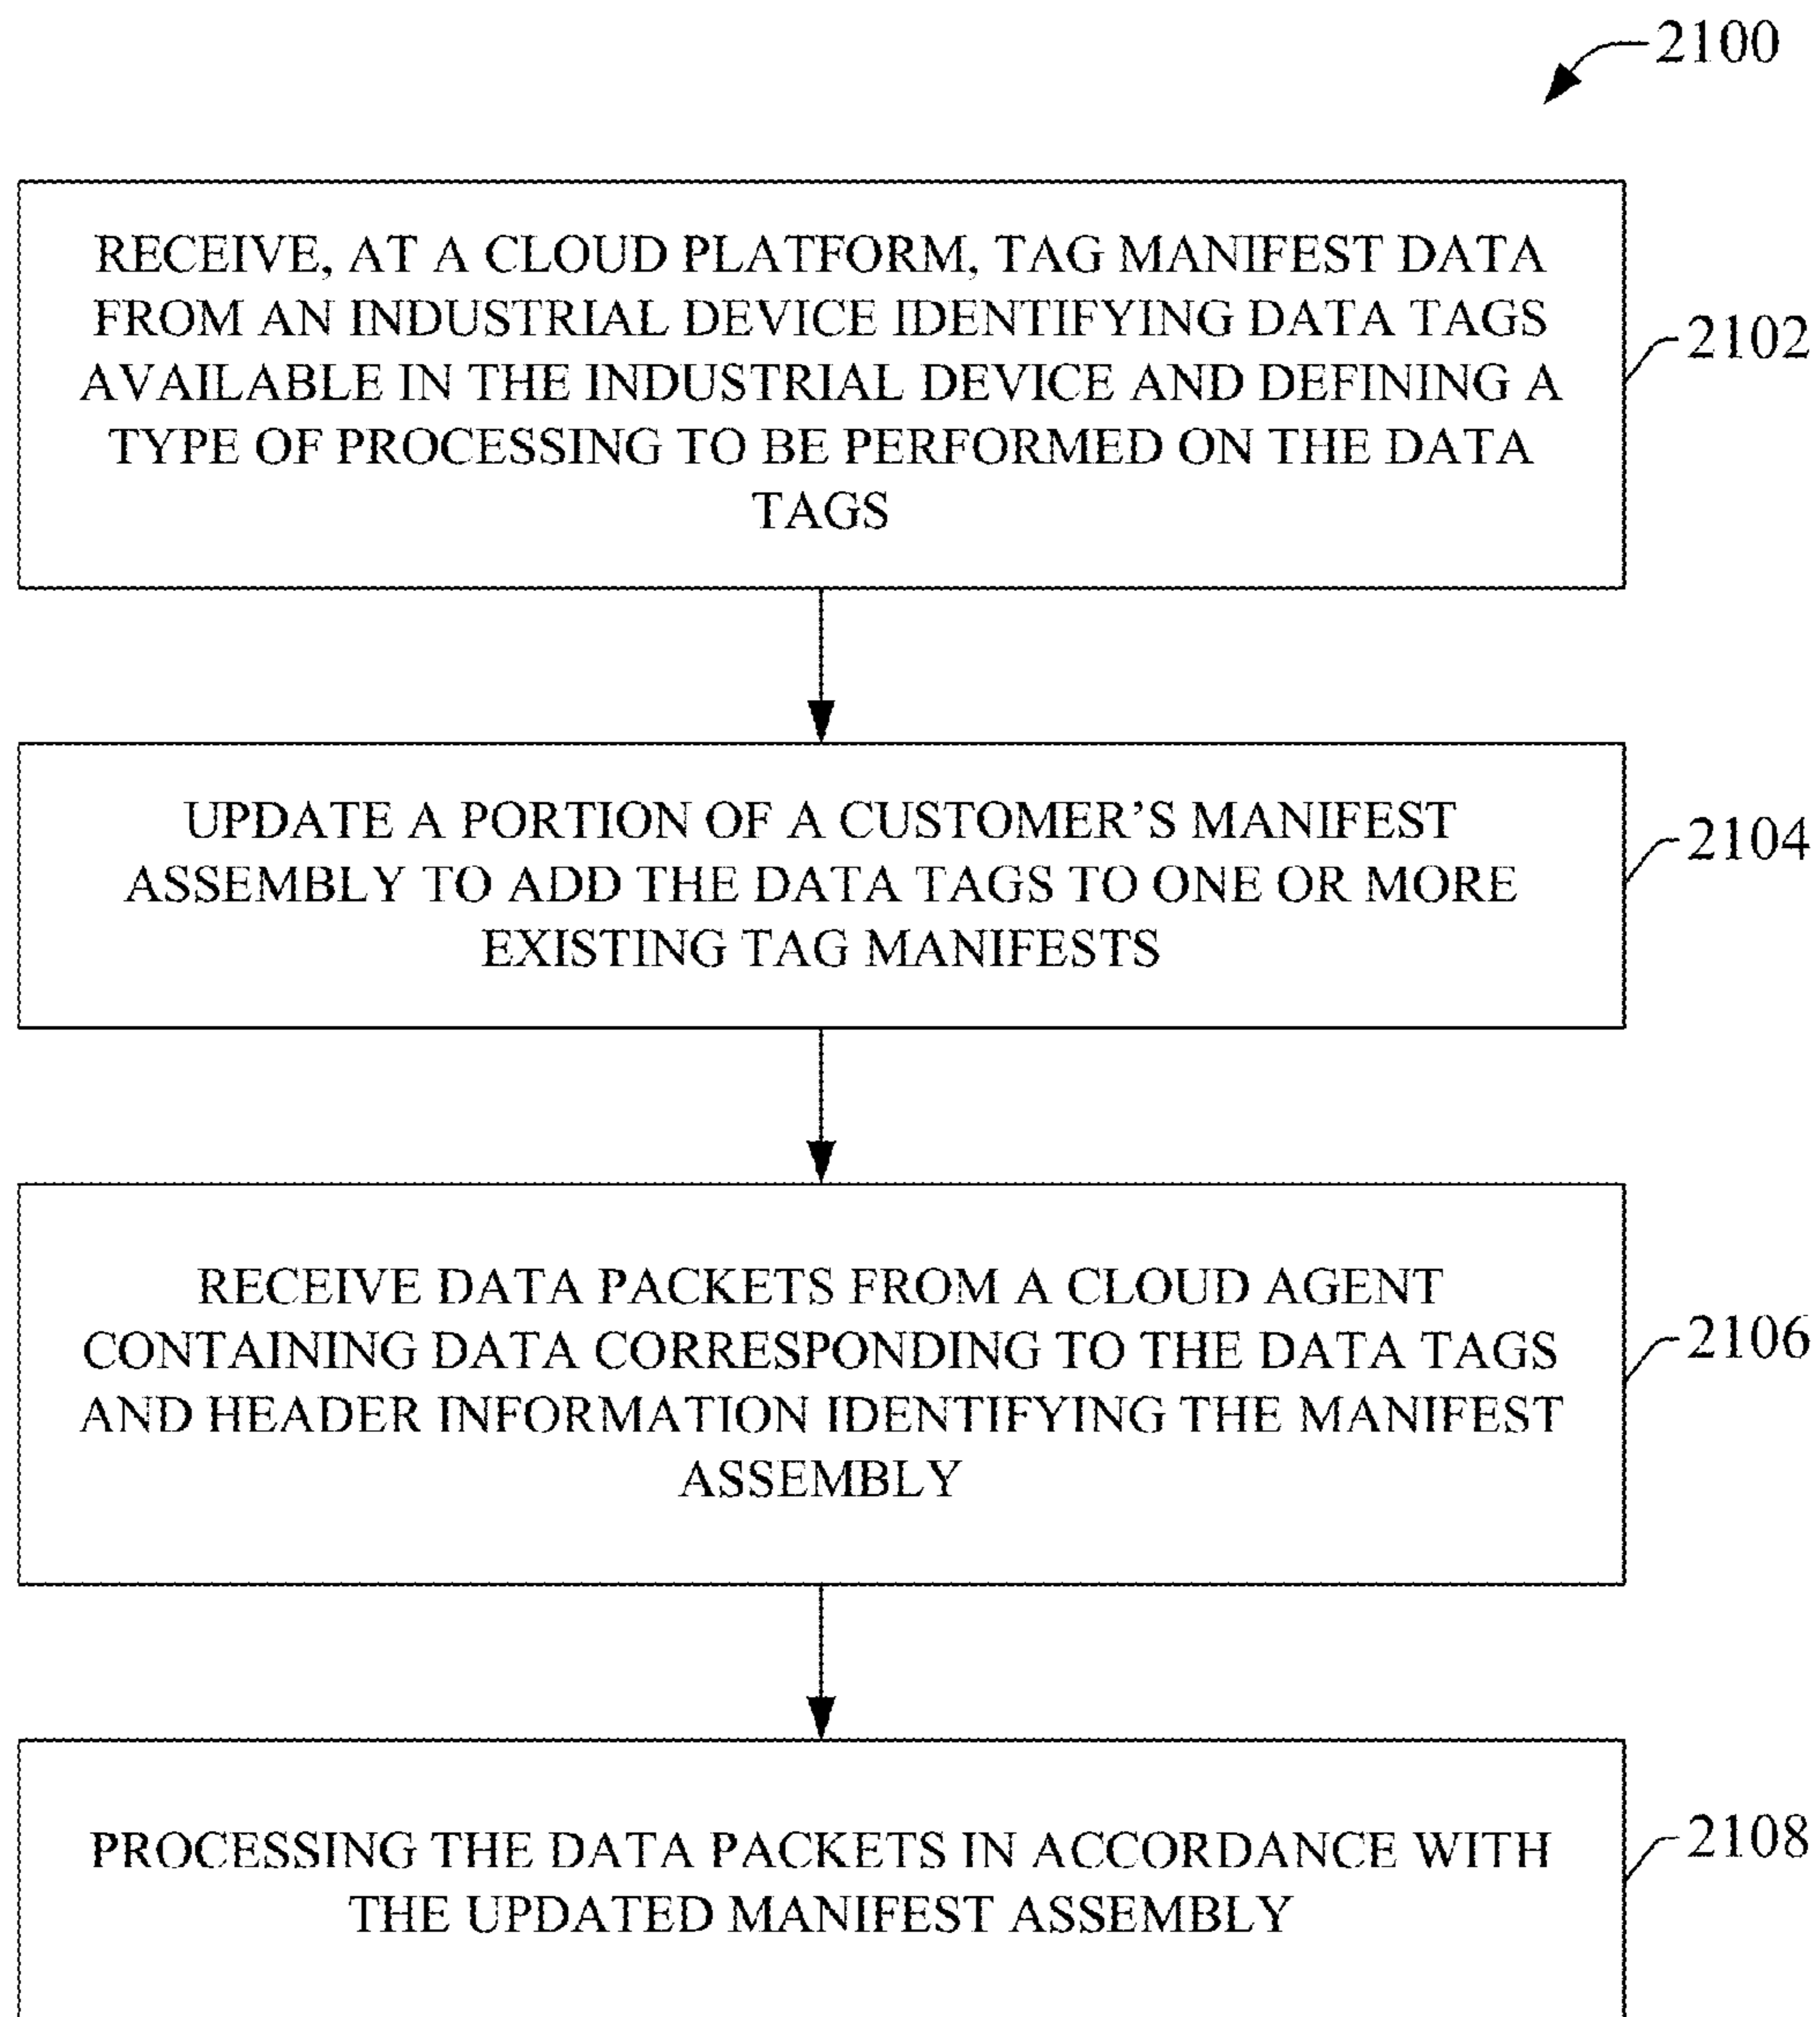 2100
RECEIVE, AT A CLOUD PLATFORM, TAG MANIFEST DATA
FROM AN INDUSTRIAL DEVICE IDENTIFYING DATA TAGS
AVAILABLE IN THE INDUSTRIAL DEVICE AND DEFINING A
TYPE OF PROCESSING TO BE PERFORMED ON THE DATA
TAGS
2102
UPDATE A PORTION OF A CUSTOMER’S MANIFEST
ASSEMBLY TO ADD THE DATA TAGS TO ONE OR MORE
EXISTING TAG MANIFESTS
2104
RECEIVE DATA PACKETS FROM A CLOUD AGENT
CONTAINING DATA CORRESPONDING TO THE DATA TAGS
AND HEADER INFORMATION IDENTIFYING THE MANIFEST
ASSEMBLY
2106
PROCESSING THE DATA PACKETS IN ACCORDANCE WITH
THE UPDATED MANIFEST ASSEMBLY
2108